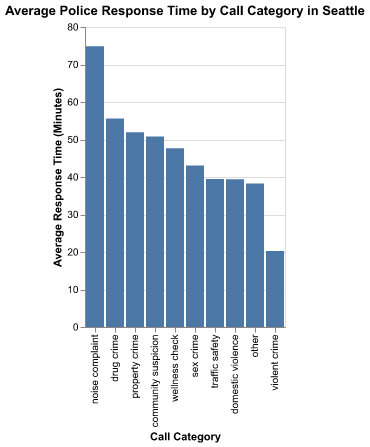 Average Police Response Time by Call Category in Seattle
Average Response Time (Minutes)
80
70
60
50
40
30
20
10
0
noise complaint
drug crime
property crime
community suspicion
wellness check
sex crime
traffic safety
domestic violence
other
violent crime
Call Category